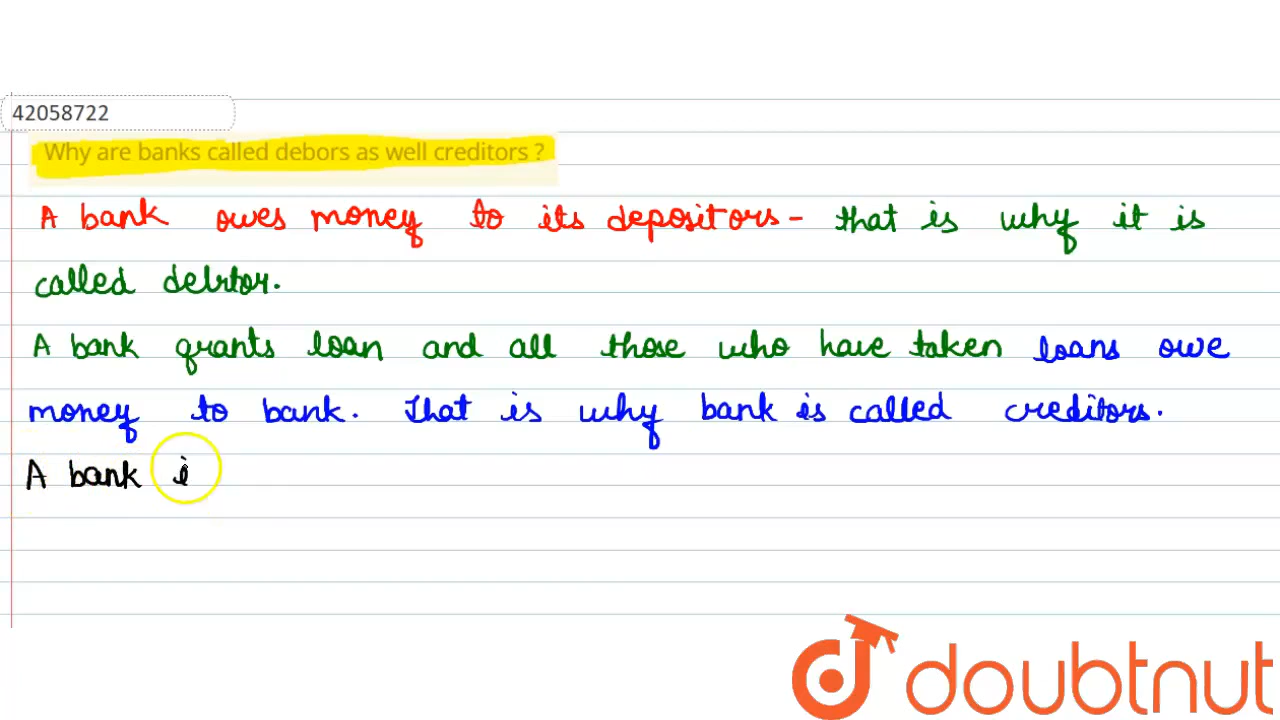 42058722
Why are banks called debors as well creditors ?
A bank owes money to its depositors - that is why it is
called debtor.
A bank grants loan and all those who have taken loans owe
money to bank. That is why bank is called creditors.
A bank i
doubtnut